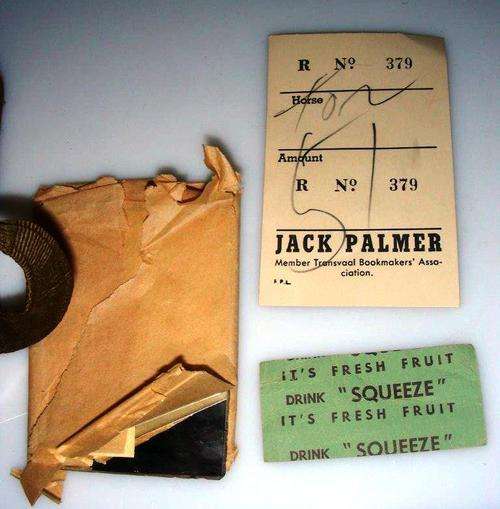 R Nº 379
Horse
Amount
R Nº 379
51
JACK PALMER
Member Transvaal Bookmakers' Asso-
ciation.
IT'S FRESH FRUIT
DRINK "SQUEEZE"
IT'S FRESH FRUIT
DRINK "SQUEEZE"